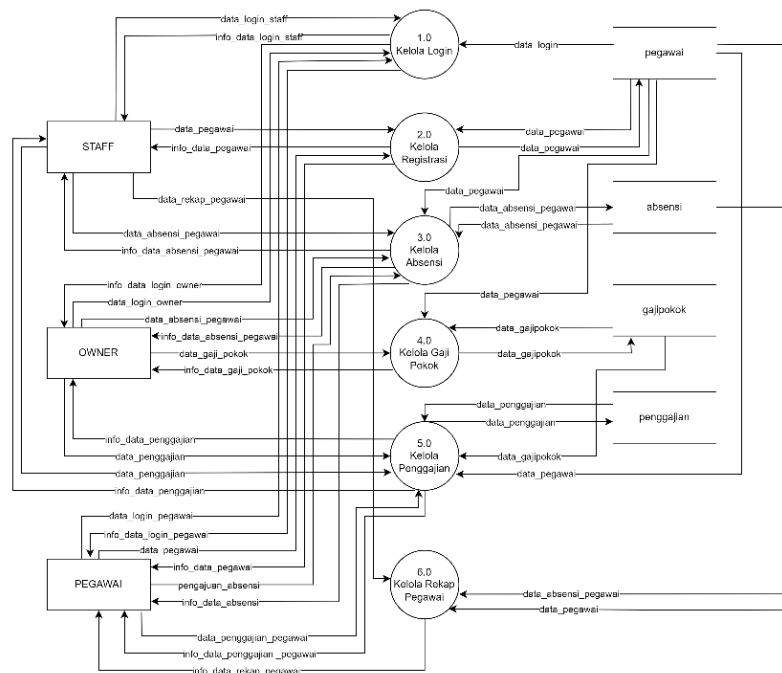 data_login_staff
info_data_login_staff
1.0
Kelola Login
data_login
pegawai
STAFF
data_pegawai
info_data_pegawai
2.0
Kelola
Registrasi
data_pegawai
data_pegawai
data_rekap_pegawai
data_pegawai
data_absensi_pegawai
info_data_absensi_pegawai
3.0
Kelola
Absensi
data_absensi_pegawai
data_absensi_pegawai
absensi
info_data_login_owner
data_login_owner
data_absensi_pegawai
info_data_absensi_pegawai
data_pegawai
gajipokok
OWNER
data_gaji_pokok
info_data_gaji_pokok
4.0
Kelola Gaji
Pokok
data_gajipokok
data_gajipokok
data_penggajian
data_penggajian
penggajian
info_data_penggajian
data_penggajian
data_penggajian
info_data_penggajian
5.0
Kelola
Penggajian
data_gajipokok
data_pegawai
data_login_pegawai
info_data_login_pegawai
data_pegawai
info_data_pegawai
pengajuan_absensi
info_data_absensi
PEGAWAI
6.0
Kelola Rekap
Pegawai
data_absensi_pegawai
data_pegawai
data_penggajian_pegawai
info_data_penggajian _pegawai
info_data_rekap_pegawai